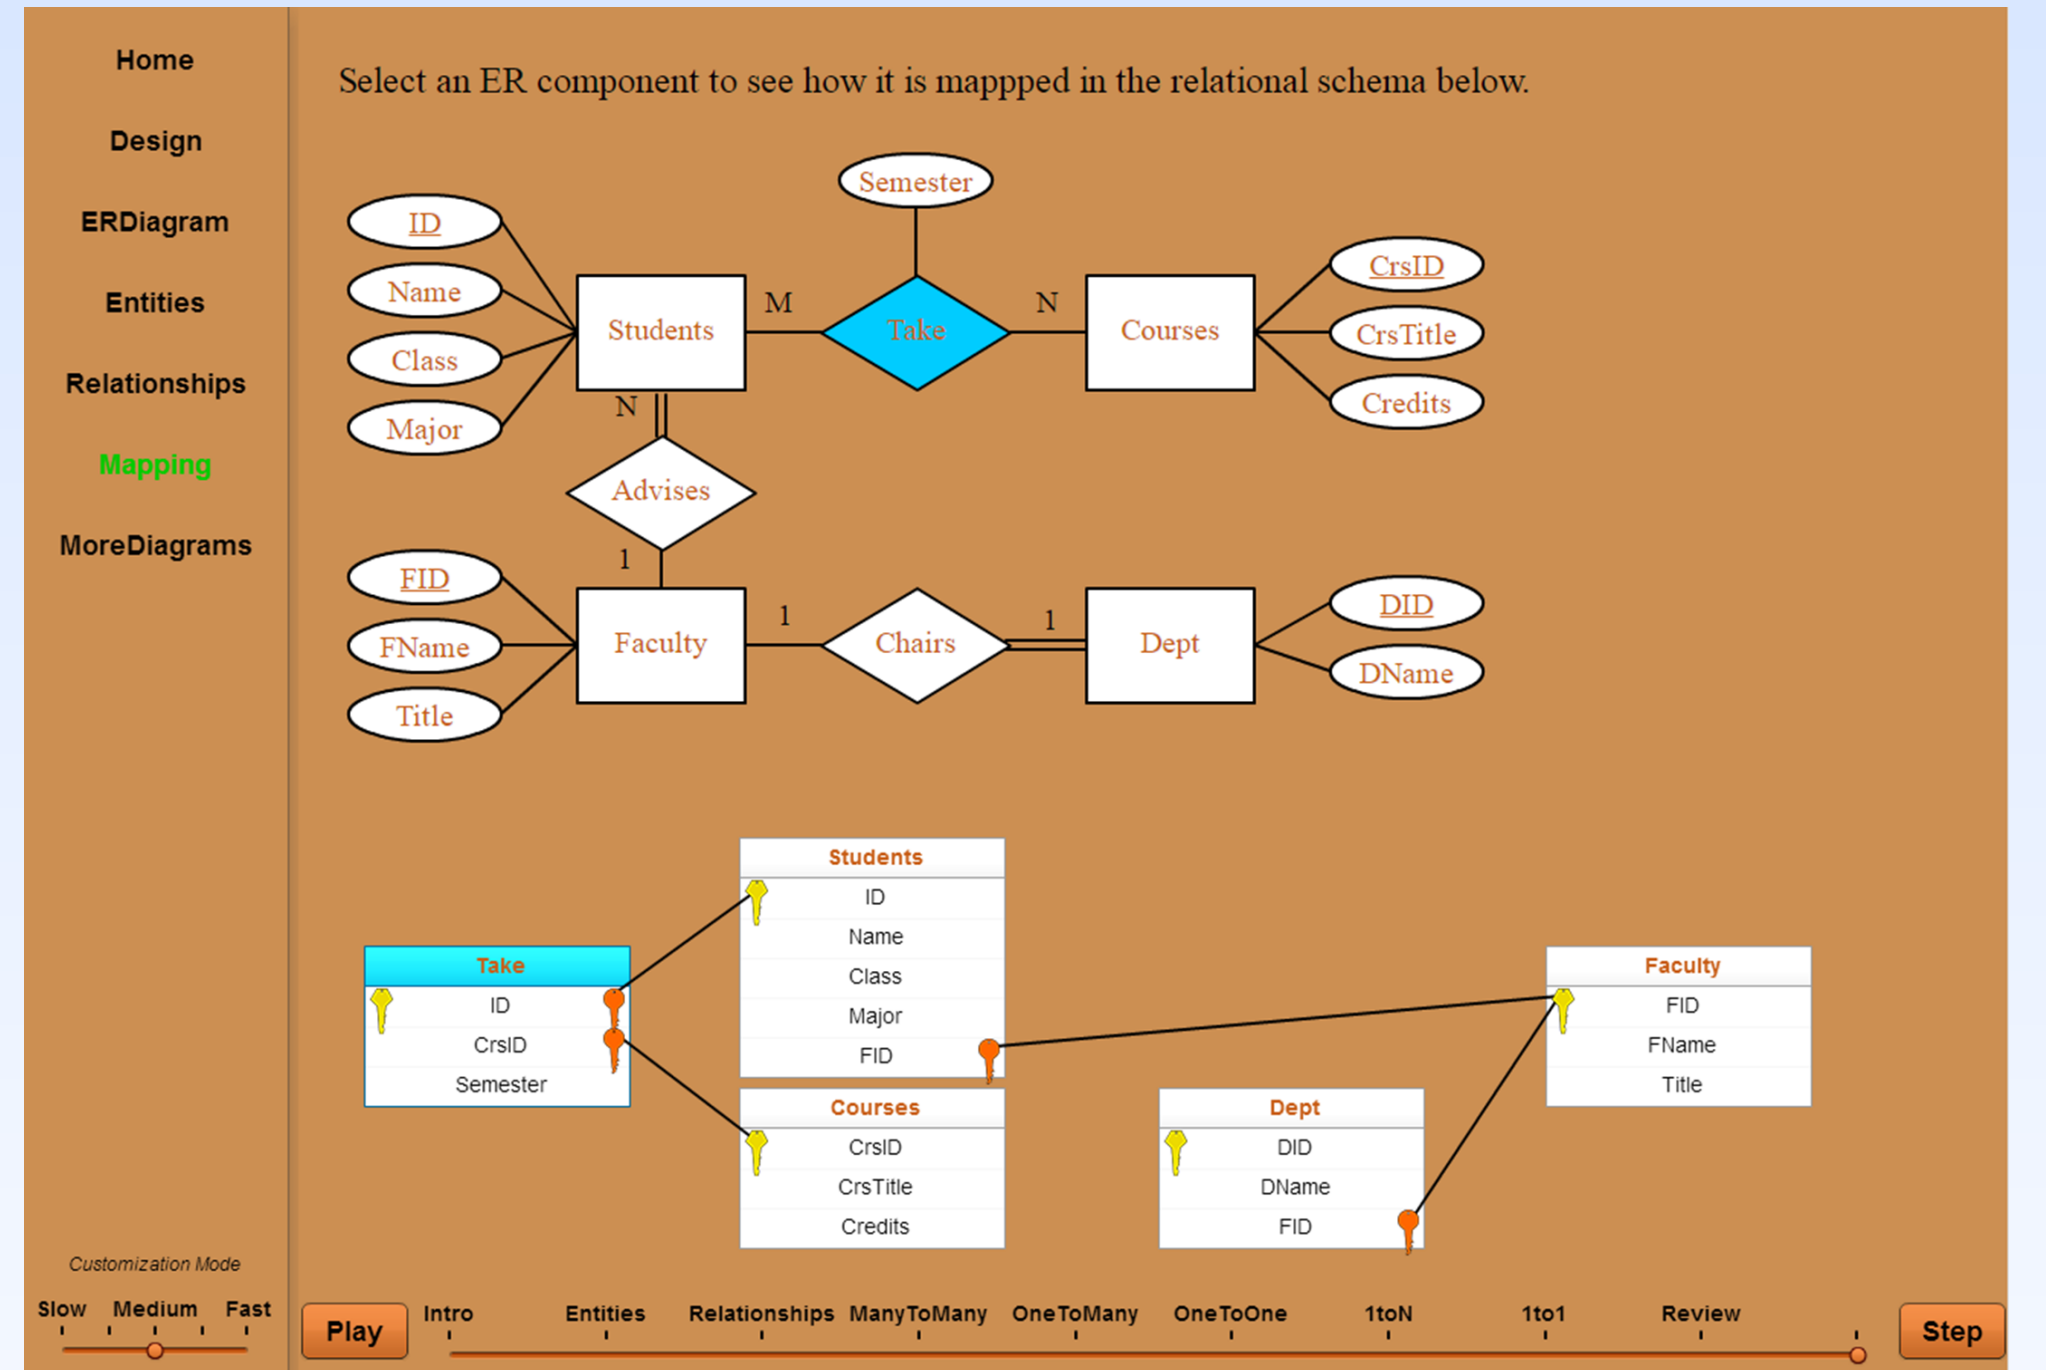 Home
Design
ERDiagram
Entities
Relationships
Mapping
MoreDiagrams
Select an ER component to see how it is mappped in the relational schema below.
Semester
ID
Name
Class
Major
Students
M
Take
N
Courses
CrsID
CrsTitle
Credits
N
Advises
1
FID
FName
Title
Faculty
1
Chairs
1
Dept
DID
DName
Take
ID
CrsID
Semester
Students
ID
Name
Class
Major
FID
Courses
CrsID
CrsTitle
Credits
Dept
DID
DName
FID
Faculty
FID
FName
Title
Customization Mode
Slow Medium Fast
Play
Intro Entities Relationships ManyToMany OneToMany OneToOne 1toN 1to1 Review
Step